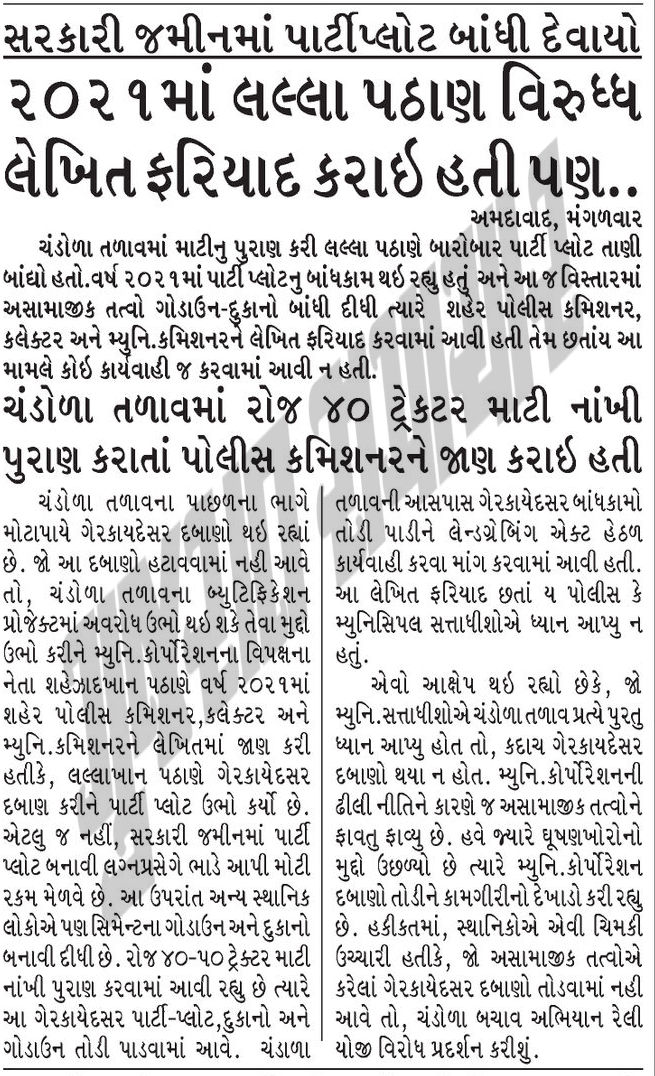 સરકારી જમીનમાં પાર્ટીપ્લોટ બાંધી દેવાયો
૨૦૨૧માં લલ્લા પઠાણ વિરુધ્ધ
લેખિત ફરિયાદ કરાઇ હતી પણ..
અમદાવાદ, મંગળવાર
ચંડોળા તળાવમાં માટીનુ પુરાણ કરી લલ્લા પઠાણે બારોબાર પાર્ટી પ્લોટ તાણી
બાંધ્યો હતો.વર્ષ ૨૦૨૧માં પાર્ટી પ્લોટનુ બાંધકામ થઇ રહ્યુ હતું અને આ જ વિસ્તારમાં
અસામાજીક તત્વો ગોડાઉન-દુકાનો બાંધી દીધી ત્યારે શહેર પોલીસ કમિશનર,
કલેક્ટર અને મ્યુનિ.કમિશનરને લેખિત ફરિયાદ કરવામાં આવી હતી તેમ છતાંય આ
મામલે કોઇ કાર્યવાહી જ કરવામાં આવી ન હતી.
ચંડોળા તળાવમાં રોજ ૪૦ ટ્રેક્ટર માટી નાંખી
પુરાણ કરાતાં પોલીસ કમિશનરને જાણ કરાઇ હતી
ચંડોળા તળાવના પાછળના ભાગે
મોટાપાયે ગેરકાયદેસર દબાણો થઇ રહ્યાં
છે. જો આ દબાણો હટાવવામાં નહી આવે
તો, ચંડોળા તળાવના બ્યુટિફિકેશન
પ્રોજેક્ટમાં અવરોધ ઉભો થઈ શકે તેવા મુદ્દો
ઉભો કરીને મ્યુનિ.કોર્પોરેશનના વિપક્ષના
નેતા શહેઝાદખાન પઠાણે વર્ષ ૨૦૨૧માં
શહેર પોલીસ કમિશનર,કલેક્ટર અને
મ્યુનિ.કમિશનરને લેખિતમાં જાણ કરી
હતીકે, લલ્લાખાન પઠાણે ગેરકાયેદસર
દબાણ કરીને પાર્ટી પ્લોટ ઉભો કર્યો છે.
એટલુ જ નહીં, સરકારી જમીનમાં પાર્ટી
પ્લોટ બનાવી લગ્નપ્રસેગે ભાડે આપી મોટી
રકમ મેળવે છે. આ ઉપરાંત અન્ય સ્થાનિક
લોકોએ પણ સિમેન્ટના ગોડાઉન અને દુકાનો
બનાવી દીધી છે. રોજ ૪૦-૫૦ ટ્રેક્ટર માટી
નાંખી પુરાણ કરવામાં આવી રહ્યુ છે ત્યારે
આ ગેરકાયેદસર પાર્ટી-પ્લોટ,દુકાનો અને
ગોડાઉન તોડી પાડવામાં આવે. ચંડાળા
તળાવની આસપાસ ગેરકાયેદસર બાંધકામો
તોડી પાડીને લેન્ડગ્રેબિંગ એક્ટ હેઠળ
કાર્યવાહી કરવા માંગ કરવામાં આવી હતી.
આ લેખિત ફરિયાદ છતાં ય પોલીસ કે
મ્યુનિસિપલ સત્તાધીશોએ ધ્યાન આપ્યુ ન
હતું.
એવો આક્ષેપ થઇ રહ્યો છેકે, જો
મ્યુનિ.સત્તાધીશોએ ચંડોળા તળાવ પ્રત્યે પુરતુ
ધ્યાન આપ્યુ હોત તો, કદાચ ગેરકાયદેસર
દબાણો થયા ન હોત. મ્યુનિ.કોર્પોરેશનની
ઢીલી નીતિને કારણે જ અસામાજીક તત્વોને
ફાવતુ ફાવ્યુ છે. હવે જ્યારે ઘૂષણખોરોનો
મુદ્દો ઉછળ્યો છે ત્યારે મ્યુનિ.કોર્પોરેશન
દબાણો તોડીને કામગીરીનો દેખાડો કરી રહ્યુ
છે. હકીકતમાં, સ્થાનિકોએ એવી ચિમકી
ઉચ્ચારી હતીકે, જો અસામાજીક તત્વોએ
કરેલાં ગેરકાયદેસર દબાણો તોડવામાં નહી
આવે તો, ચંડોળા બચાવ અભિયાન રેલી
યોજી વિરોધ પ્રદર્શન કરીશું.
ગુજરાત સમાચાર